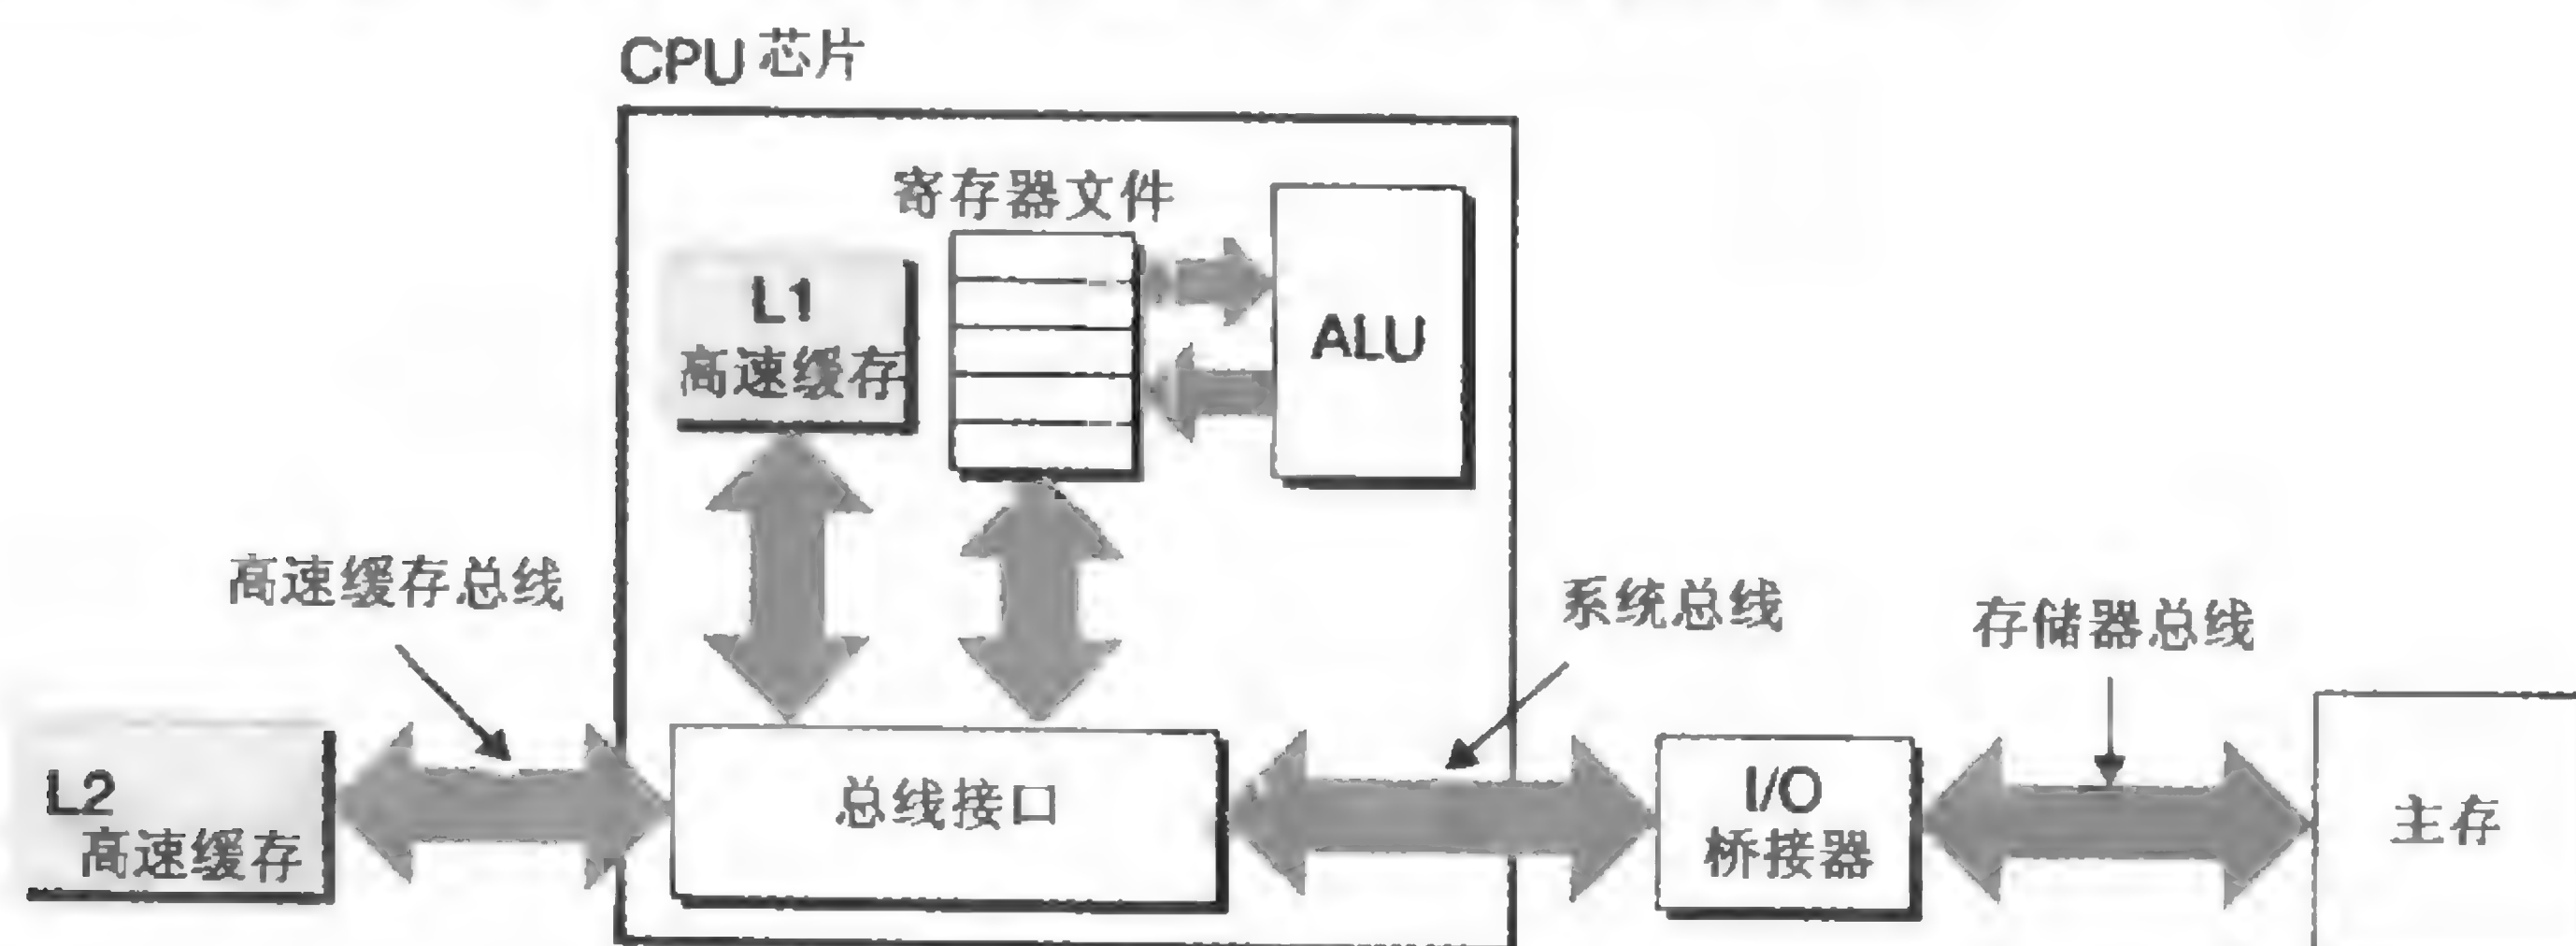 CPU 芯片
寄存器文件
L1
高速缓存
ALU
高速缓存总线
系统总线
存储器总线
L2
高速缓存
总线接口
I/O
桥接器
主存